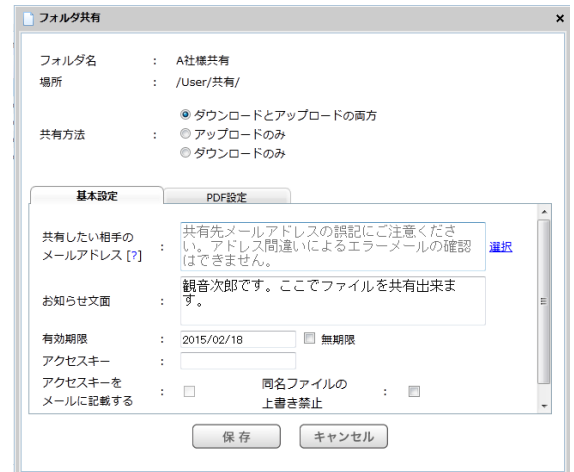 フォルダ共有 ×
フォルダ名 : A社様共有
場所 : /User/共有/
ダウンロードとアップロードの両方
共有方法 : アップロードのみ
ダウンロードのみ
基本設定 PDF設定
共有したい相手の
メールアドレス [?] :
共有先メールアドレスの誤記にご注意くださ
い。アドレス間違いによるエラーメールの確認
はできません。
選択
お知らせ文面 :
観音次郎です。ここでファイルを共有出来ま
す。
有効期限 : 2015/02/18 無期限
アクセスキー :
アクセスキーを
メールに記載する :
同名ファイルの
上書き禁止 :
保存 キャンセル